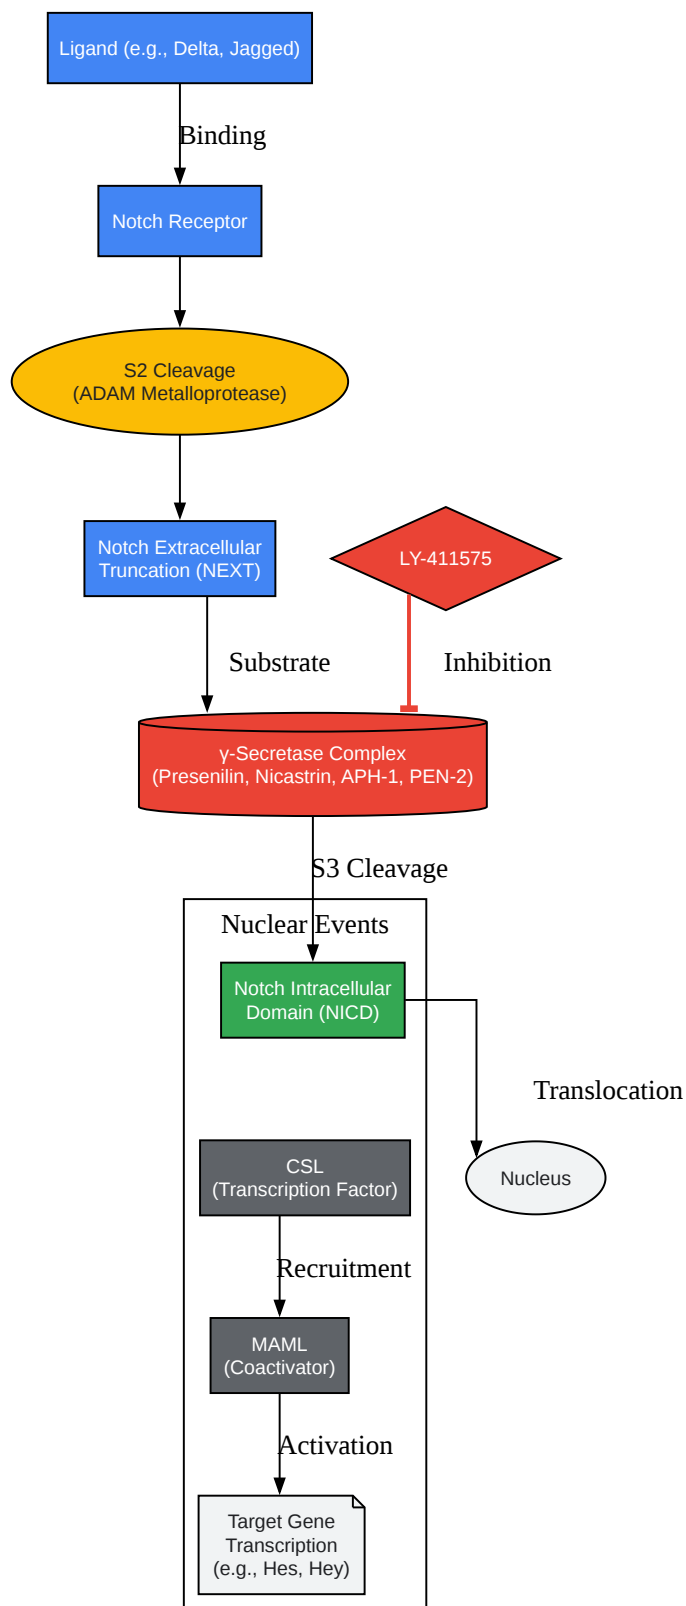 Ligand (e.g., Delta, Jagged)
Binding
Notch Receptor
S2 Cleavage
(ADAM Metalloprotease)
Notch Extracellular
Truncation (NEXT)
LY-411575
Substrate
Inhibition
γ-Secretase Complex
(Presenilin, Nicastrin, APH-1, PEN-2)
S3 Cleavage
Nuclear Events
Notch Intracellular
Domain (NICD)
Translocation
CSL
(Transcription Factor)
Nucleus
Recruitment
MAML
(Coactivator)
Activation
Target Gene
Transcription
(e.g., Hes, Hey)